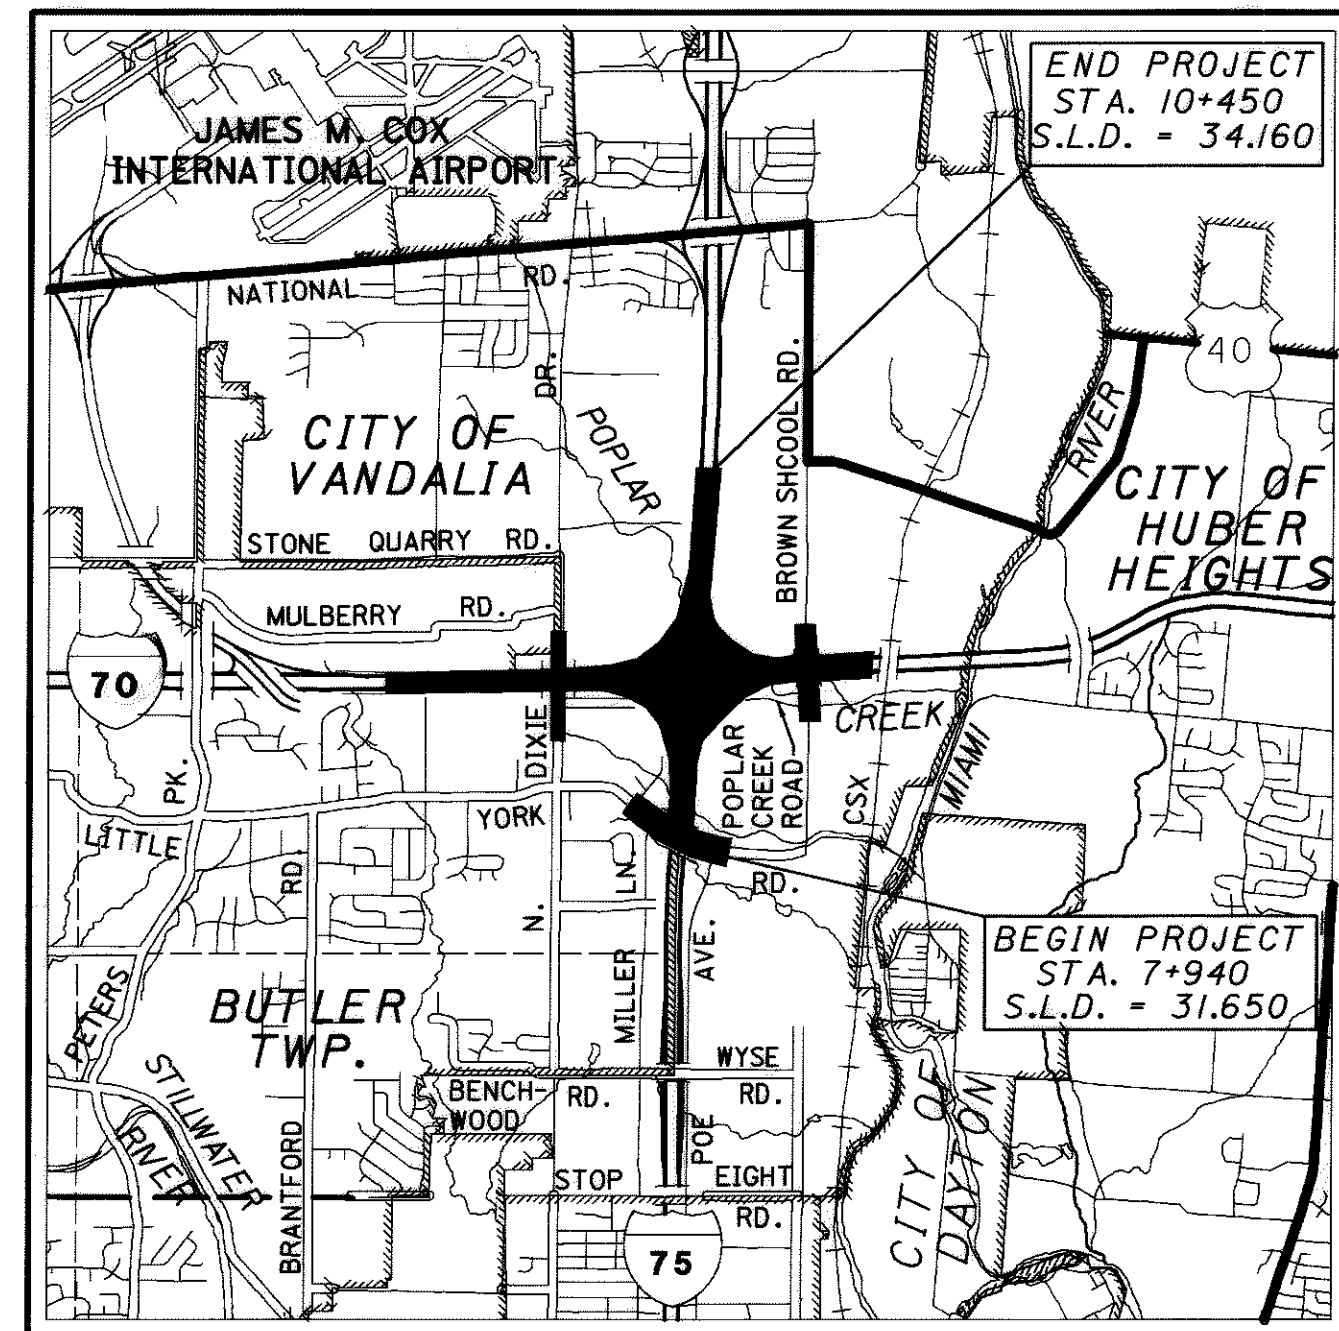 END PROJECT
STA. 10+450
S.L.D. = 34.160
JAMES M. COX
INTERNATIONAL AIRPORT
NATIONAL RD.
40
DR.
POPLAR
BROWN SHCOOL RD.
RIVER
CITY OF
VANDALIA
CITY OF
HUBER
HEIGHTS
STONE QUARRY RD.
MULBERRY RD.
70
DIXIE
CREEK
POPLAR
CREEK
ROAD
CSX
MIAMI
PK.
YORK
LITTLE
RD.
LN.
RD.
N.
AVE.
BEGIN PROJECT
STA. 7+940
S.L.D. = 31.650
PETERS
BUTLER
TWP.
MILLER
STILLWATER
RIVER
BENCH-
WOOD
RD.
WYSE
RD.
POE
BRANTFORD
STOP EIGHT
RD.
CITY OF
DAYTON
75